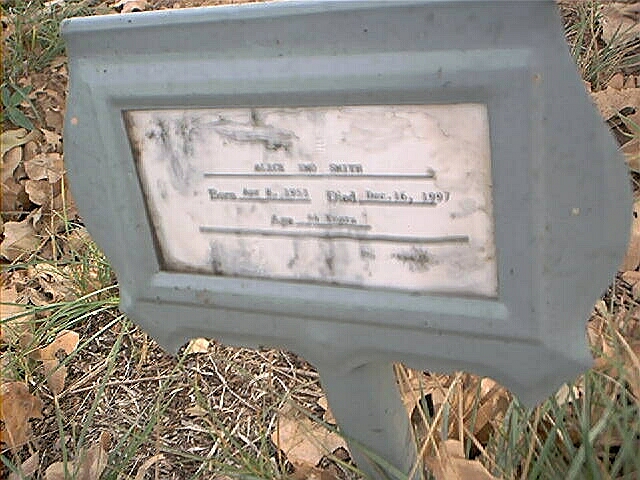 ALICE INO SMITH
Born Apr 8, 1911 Died Dec. 16, 1997
Age 86 Years